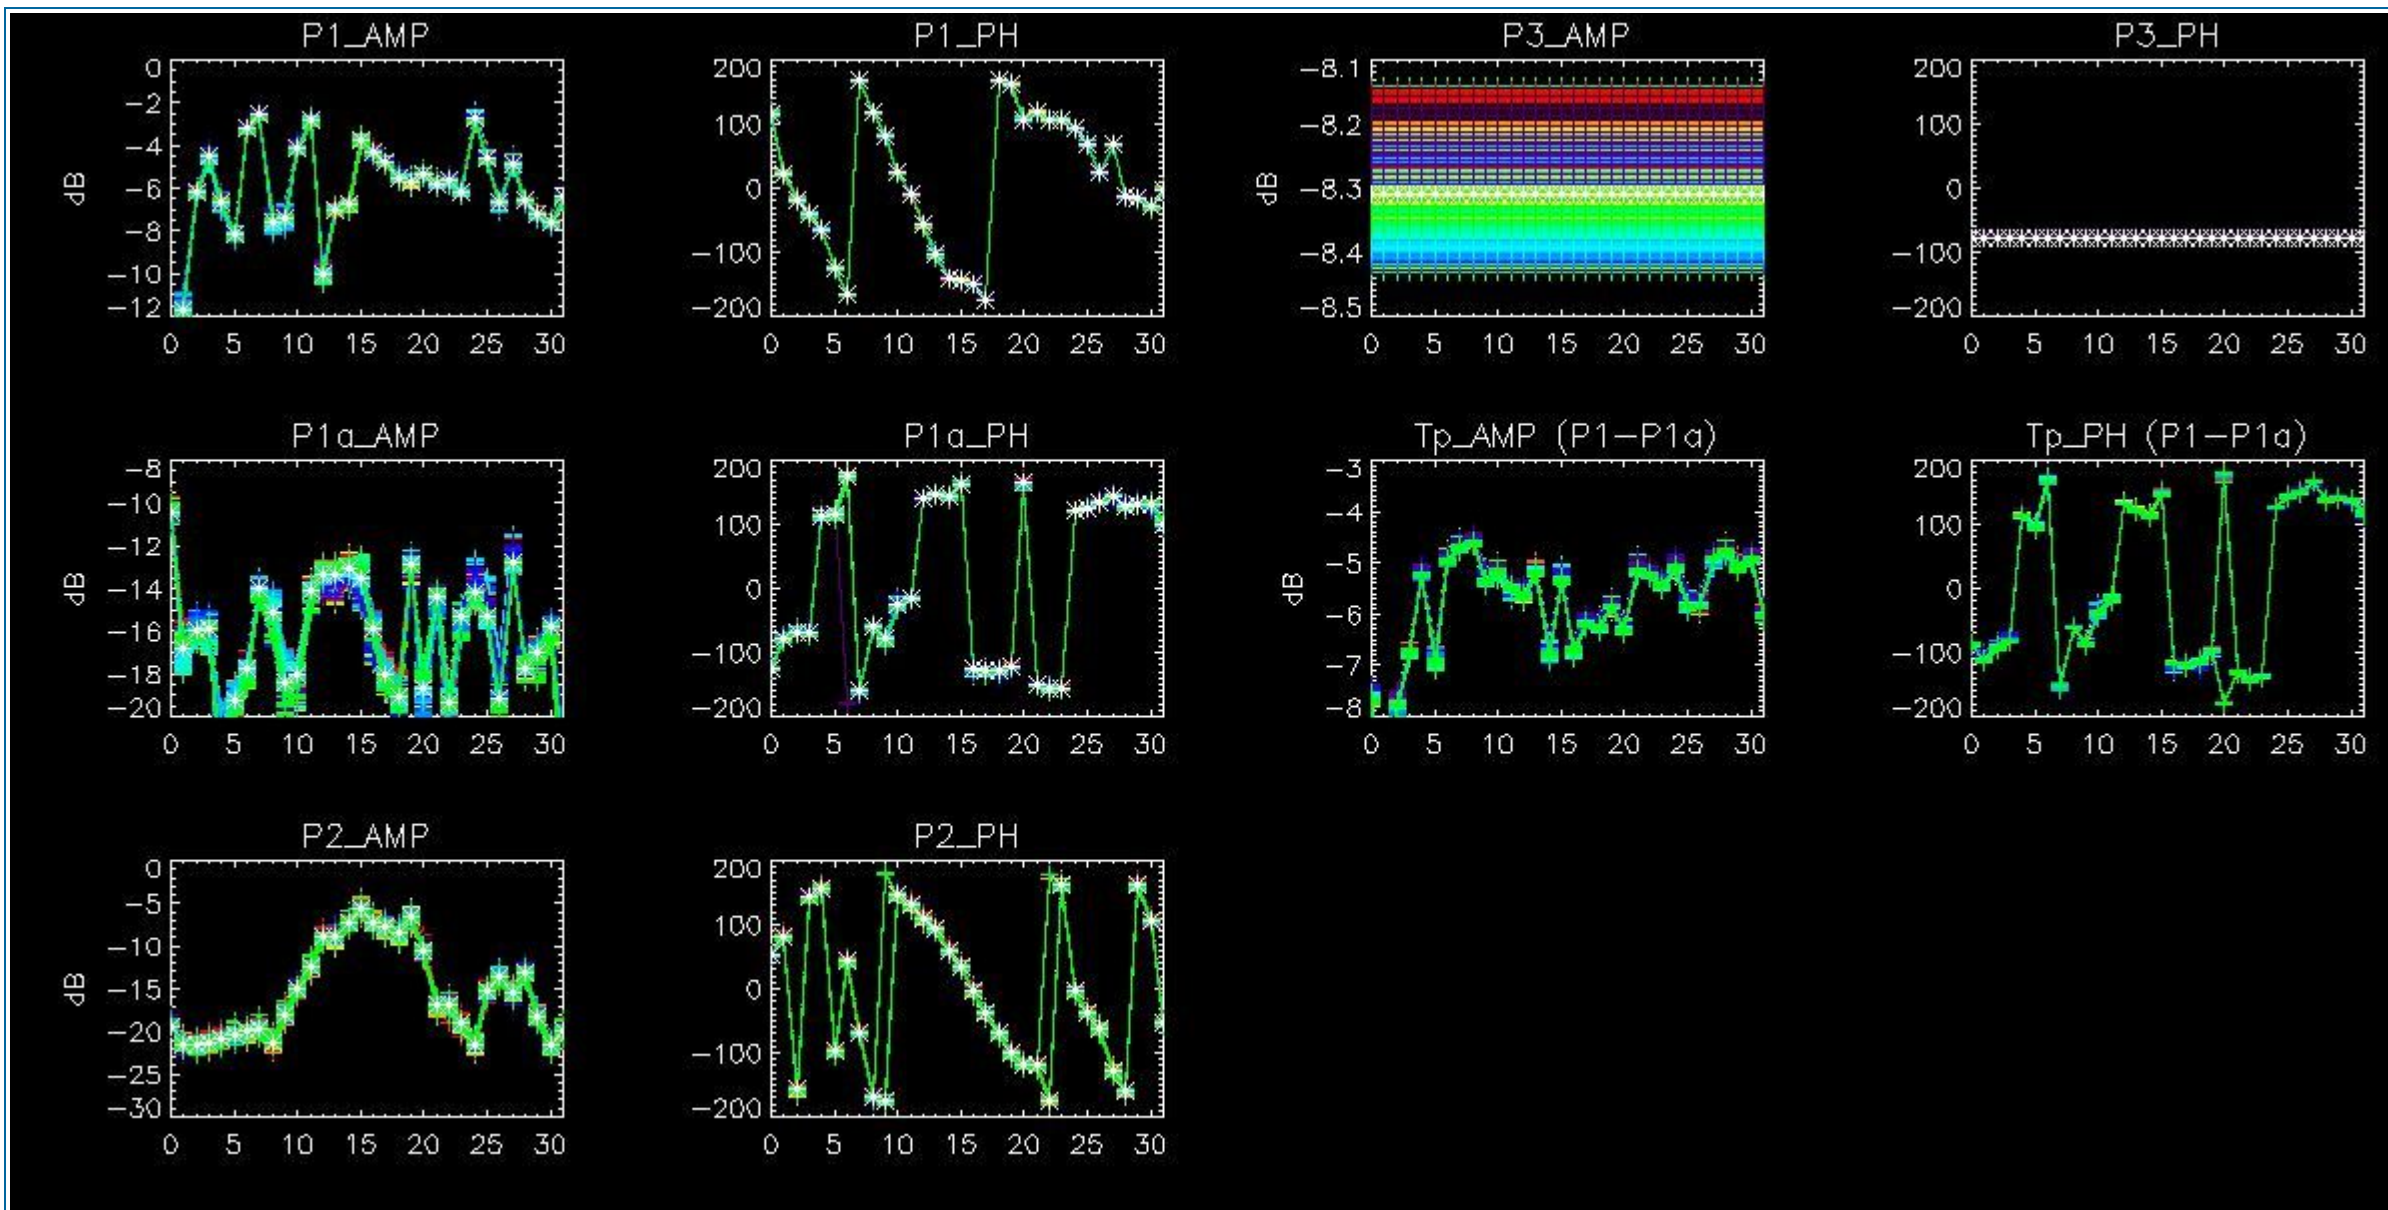 P1_AMP
0
−2
−4
−6
−8
−10
−12
dB
0 5 10 15 20 25 30
P1_PH
200
100
0
−100
−200
0 5 10 15 20 25 30
P3_AMP
−8.1
−8.2
−8.3
−8.4
−8.5
dB
0 5 10 15 20 25 30
P3_PH
200
100
0
−100
−200
0 5 10 15 20 25 30
P1a_AMP
−8
−10
−12
−14
−16
−18
−20
dB
0 5 10 15 20 25 30
P1a_PH
200
100
0
−100
−200
0 5 10 15 20 25 30
Tp_AMP (P1−P1a)
−3
−4
−5
−6
−7
−8
dB
0 5 10 15 20 25 30
Tp_PH (P1−P1a)
200
100
0
−100
−200
0 5 10 15 20 25 30
P2_AMP
0
−5
−10
−15
−20
−25
−30
dB
0 5 10 15 20 25 30
P2_PH
200
100
0
−100
−200
0 5 10 15 20 25 30